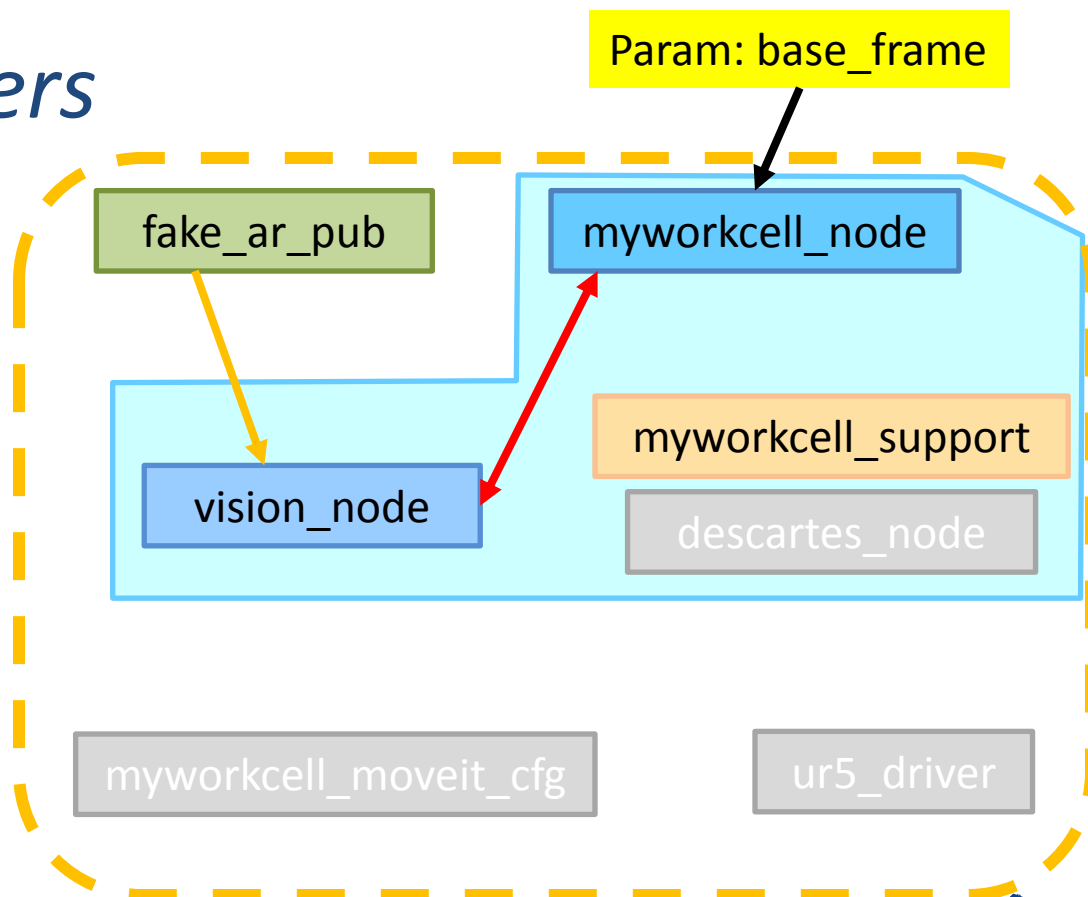 ers
Param: base_frame
fake_ar_pub
myworkcell_node
myworkcell_support
vision_node
descartes_node
myworkcell_moveit_cfg
ur5_driver